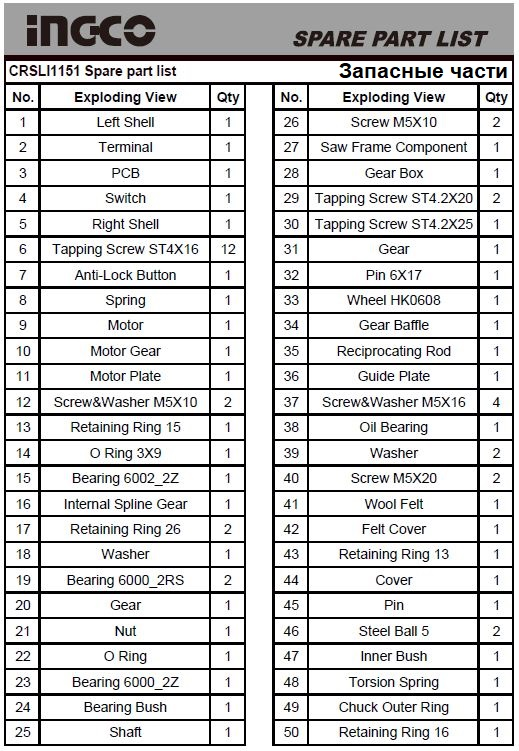 INGCO
SPARE PART LIST
CRSLI1151 Spare part list
Запасные части
No. Exploding View Qty
1 Left Shell 1
2 Terminal 1
3 PCB 1
4 Switch 1
5 Right Shell 1
6 Tapping Screw ST4X16 12
7 Anti-Lock Button 1
8 Spring 1
9 Motor 1
10 Motor Gear 1
11 Motor Plate 1
12 Screw&Washer M5X10 2
13 Retaining Ring 15 1
14 O Ring 3X9 1
15 Bearing 6002_2Z 1
16 Internal Spline Gear 1
17 Retaining Ring 26 2
18 Washer 1
19 Bearing 6000_2RS 2
20 Gear 1
21 Nut 1
22 O Ring 1
23 Bearing 6000_2Z 1
24 Bearing Bush 1
25 Shaft 1
No. Exploding View Qty
26 Screw M5X10 2
27 Saw Frame Component 1
28 Gear Box 1
29 Tapping Screw ST4.2X20 2
30 Tapping Screw ST4.2X25 1
31 Gear 1
32 Pin 6X17 1
33 Wheel HK0608 1
34 Gear Baffle 1
35 Reciprocating Rod 1
36 Guide Plate 1
37 Screw&Washer M5X16 4
38 Oil Bearing 1
39 Washer 2
40 Screw M5X20 2
41 Wool Felt 1
42 Felt Cover 1
43 Retaining Ring 13 1
44 Cover 1
45 Pin 1
46 Steel Ball 5 2
47 Inner Bush 1
48 Torsion Spring 1
49 Chuck Outer Ring 1
50 Retaining Ring 16 1